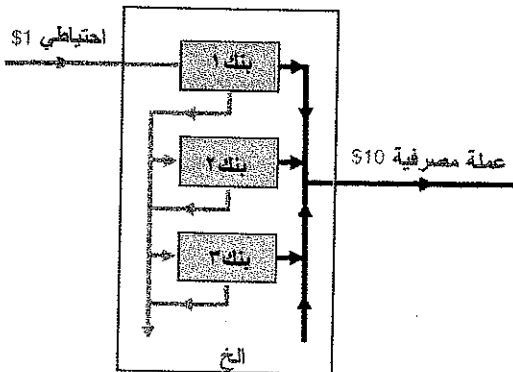 احتياطي $1
بنك ١
بنك ٢
عملة مصرفية $10
بنك ٣
الخ